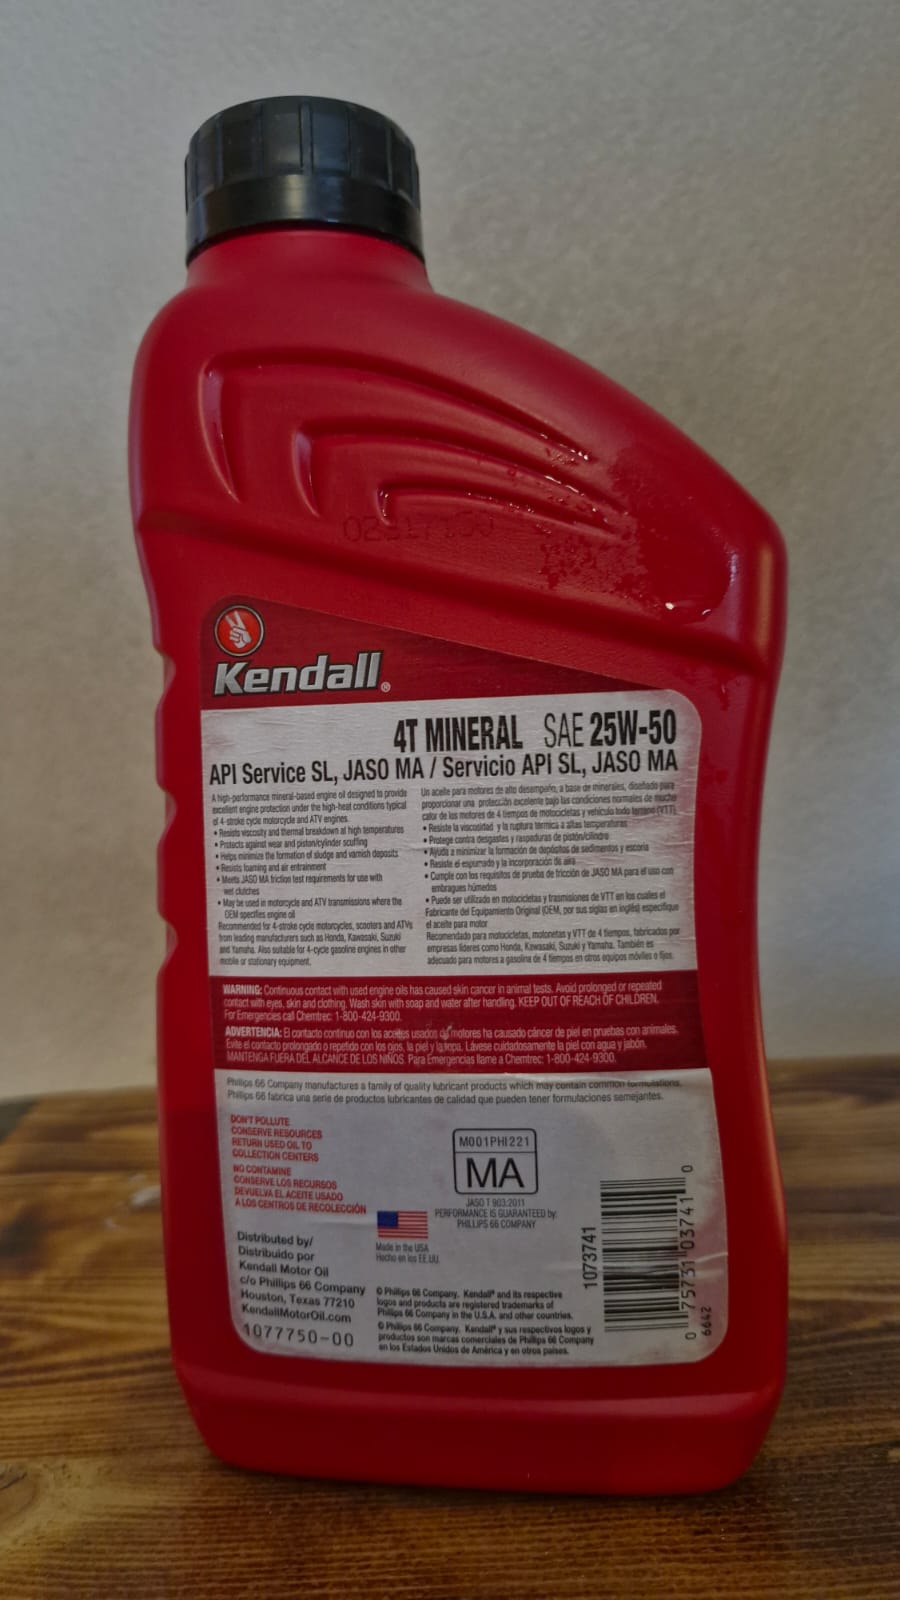 Kendall®
4T MINERAL SAE 25W-50
API Service SL, JASO MA / Servicio API SL, JASO MA
A high-performance mineral-based engine oil designed to provide
excellent engine protection under the high-heat conditions typical
of 4-stroke cycle motorcycle and ATV engines.
• Resists viscosity and thermal breakdown at high temperatures
• Protects against wear and piston/cylinder scuffing
• Helps minimize the formation of sludge and varnish deposits
• Resists foaming and air entrainment
• Meets JASO MA friction test requirements for use with
wet clutches
• May be used in motorcycle and ATV transmissions where the
OEM specifies engine oil
Recommended for 4-stroke cycle motorcycles, scooters and ATVs
from leading manufacturers such as Honda, Kawasaki, Suzuki
and Yamaha. Also suitable for 4-cycle gasoline engines in other
mobile or stationary equipment.
Un aceite para motores de alto desempeño, a base de minerales, diseñado para
proporcionar una protección excelente bajo las condiciones normales de mucho
calor de los motores de 4 tiempos de motocicletas y vehículo todo terreno (VTT).
• Resiste la viscosidad y la ruptura térmica a altas temperaturas
• Protege contra desgastes y raspeduras de pistón/cilindro
• Ayuda a minimizar la formación de depósitos de sedimentos y escoria
• Resiste el espumado y la incorporación de aire
• Cumple con los requisitos de prueba de fricción de JASO MA para el uso con
embragues húmedos
• Puede ser utilizado en motocicletas y trasmisiones de VTT en los cuales el
Fabricante del Equipamiento Original (OEM, por sus siglas en inglés) especifique
el aceite para motor
Recomendado para motocicletas, motonetas y VTT de 4 tiempos, fabricados por
empresas líderes como Honda, Kawasaki, Suzuki y Yamaha. También es
adecuado para motores a gasolina de 4 tiempos en otros equipos móviles o fijos.
WARNING: Continuous contact with used engine oils has caused skin cancer in animal tests. Avoid prolonged or repeated
contact with eyes, skin and clothing. Wash skin with soap and water after handling. KEEP OUT OF REACH OF CHILDREN.
For Emergencies call Chemtrec: 1-800-424-9300.
ADVERTENCIA: El contacto continuo con los aceites usados de motores ha causado cáncer de piel en pruebas con animales.
Evite el contacto prolongado o repetido con los ojos, la piel y la ropa. Lávese cuidadosamente la piel con agua y jabón.
MANTENGA FUERA DEL ALCANCE DE LOS NIÑOS. Para Emergencias llame a Chemtrec: 1-800-424-9300.
Phillips 66 Company manufactures a family of quality lubricant products which may contain common formulations.
Phillips 66 fabrica una serie de productos lubricantes de calidad que pueden tener formulaciones semejantes.
DON'T POLLUTE
CONSERVE RESOURCES
RETURN USED OIL TO
COLLECTION CENTERS
NO CONTAMINE
CONSERVE LOS RECURSOS
DEVUELVA EL ACEITE USADO
A LOS CENTROS DE RECOLECCIÓN
M001PHI221
MA
JASO T 903:2011
PERFORMANCE IS GUARANTEED by:
PHILLIPS 66 COMPANY
Made in the USA
Hecho en los EE.UU.
Distributed by/
Distribuido por
Kendall Motor Oil
c/o Phillips 66 Company
Houston, Texas 77210
KendallMotorOil.com
1077750-00
© Phillips 66 Company. Kendall® and its respective
logos and products are registered trademarks of
Phillips 66 Company in the U.S.A. and other countries.
© Phillips 66 Company. Kendall® y sus respectivos logos y
productos son marcas comerciales de Phillips 66 Company
en los Estados Unidos de América y en otros países.
1073741
0 75731 03741 0
6642